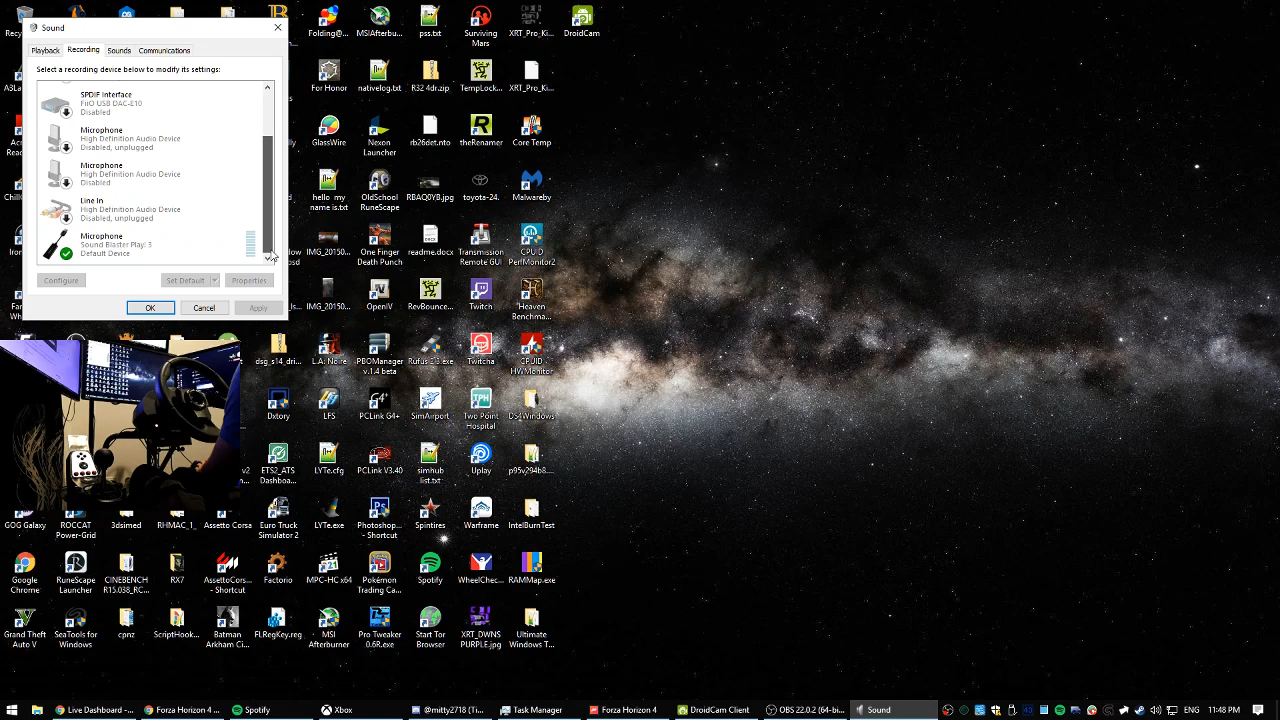 Sound
Playback
Recording
Sounds
Communications
Select a recording device below to modify its settings:
SPDIF Interface
FiiO USB DAC-E10
Disabled
Microphone
High Definition Audio Device
Disabled, unplugged
Microphone
High Definition Audio Device
Disabled
Line In
High Definition Audio Device
Disabled, unplugged
Microphone
Sound Blaster Play! 3
Default Device
Configure
Set Default
Properties
OK
Cancel
Apply
Folding@...
MSIAfterbu...
pss.txt
Surviving
Mars
XRT_Pro_Ki...
DroidCam
For Honor
nativelog.txt
R32 4dr.zip
TempLock...
XRT_Pro_Ki...
GlassWire
Nexon
Launcher
rb26det.nto
theRenamer
Core Temp
hello my
name is.txt
OldSchool
RuneScape
RBAQ0YB.jpg
toyota-24.
Malwareby
IMG_20150...
One Finger
Death Punch
readme.docx
Transmission
Remote GUI
CPUID
PerfMonitor2
IMG_20150...
OpenIV
RevBounce...
Twitch
Heaven
Benchma...
dsg_s14_dri...
L.A. Noire
PBOManager
v.1.4 beta
Rufus 2.3.exe
Twitcha
CPUID
HWMonitor
Dxtory
LFS
PCLink G4+
SimAirport
Two Point
Hospital
DS4Windows
ETS2_ATS
Dashboa...
LYTe.cfg
PCLink V3.40
simhub
list.txt
Uplay
p95v294b8....
GOG Galaxy
ROCCAT
Power-Grid
3dsimed
RHMAC_1_
Assetto Corsa
Euro Truck
Simulator 2
LYTe.exe
Photoshop...
- Shortcut
Spintires
Warframe
IntelBurnTest
Google
Chrome
RuneScape
Launcher
CINEBENCH
R15.038_RC...
RX7
AssettoCors...
- Shortcut
Factorio
MPC-HC x64
Pokémon
Trading Ca...
Spotify
WheelChec...
RAMMap.exe
Grand Theft
Auto V
SeaTools for
Windows
cpnz
ScriptHook...
Batman
Arkham Ci...
FLRegKey.reg
MSI
Afterburner
Pro Tweaker
0.6R.exe
Start Tor
Browser
XRT_DWNS
PURPLE.jpg
Ultimate
Windows T...
Live Dashboard -...
Forza Horizon 4 ...
Spotify
Xbox
@mitty2718 (Ti...
Task Manager
Forza Horizon 4
DroidCam Client
OBS 22.0.2 (64-bi...
Sound
ENG
11:48 PM